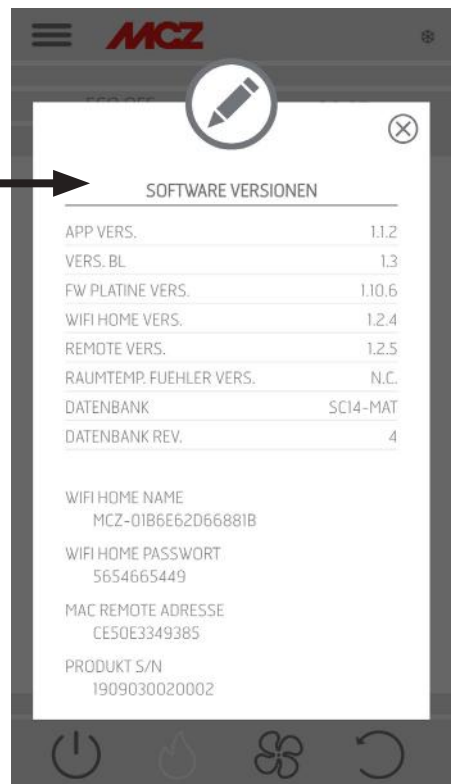 MCZ
SOFTWARE VERSIONEN
APP VERS. 1.1.2
VERS. BL 1.3
FW PLATINE VERS. 1.10.6
WIFI HOME VERS. 1.2.4
REMOTE VERS. 1.2.5
RAUMTEMP. FUEHLER VERS. N.C.
DATENBANK SC14-MAT
DATENBANK REV. 4
WIFI HOME NAME
MCZ-01B6E62D66881B
WIFI HOME PASSWORT
5654665449
MAC REMOTE ADRESSE
CE50E3349385
PRODUKT S/N
1909030020002